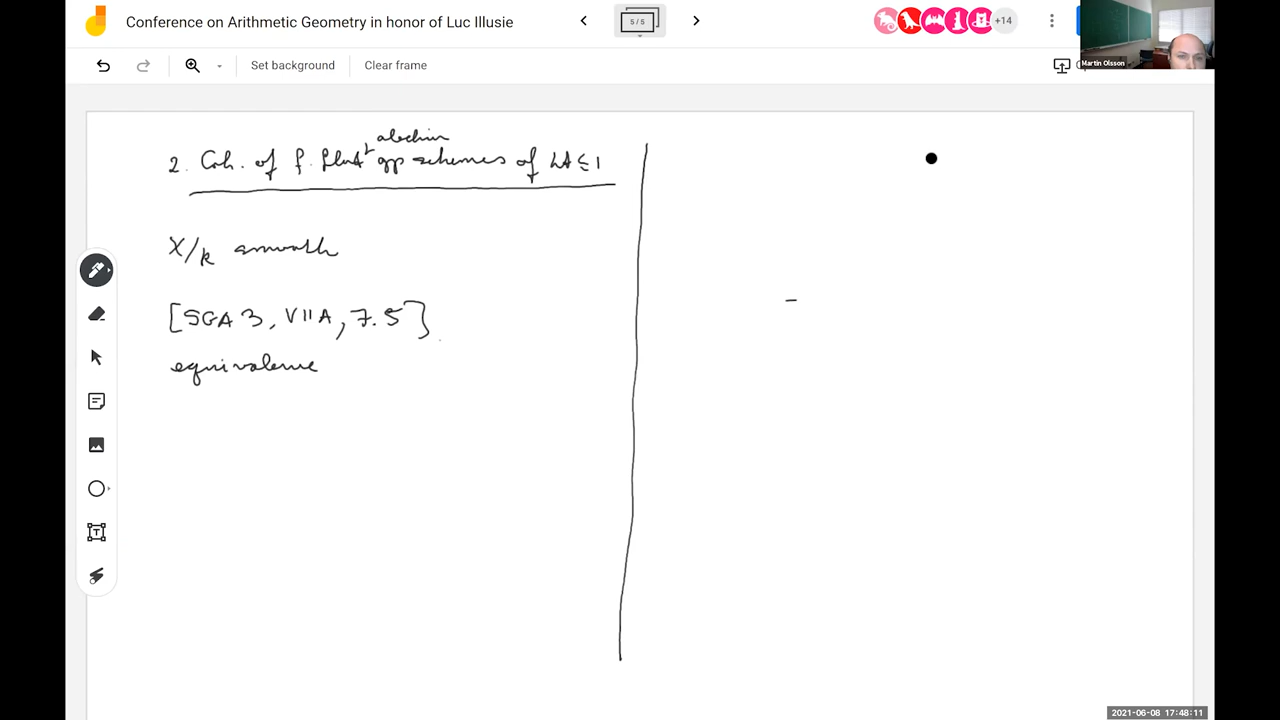 Conference on Arithmetic Geometry in honor of Luc Illusie
5/5
+14
Set background
Clear frame
Martin Olsson
abelian
2. Coh. of f. flat gp schemes of ht ≤ 1
X/k smooth
[SGA 3, VIIA, 7.5]
equivalence
2021-06-08 17:48:11